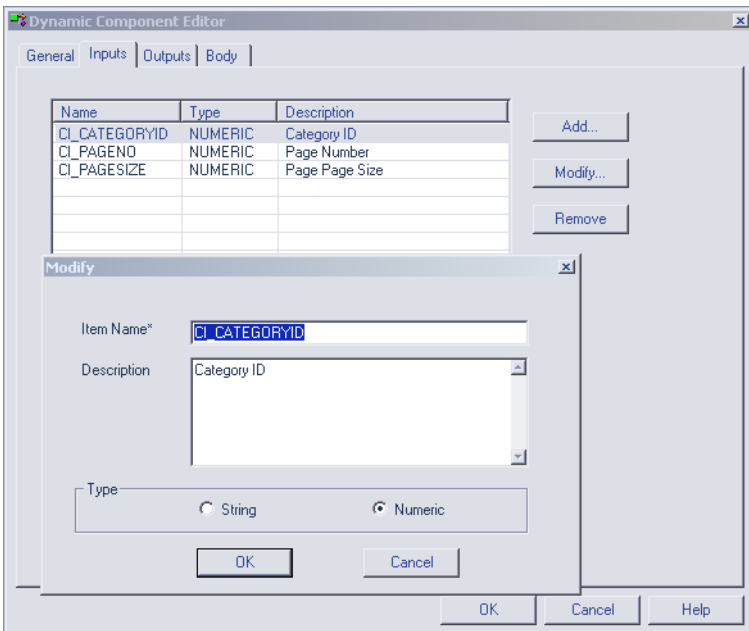 Dynamic Component Editor
General Inputs Outputs Body
Name Type Description
CI_CATEGORYID NUMERIC Category ID
CI_PAGENO NUMERIC Page Number
CI_PAGESIZE NUMERIC Page Page Size
Add...
Modify...
Remove
Modify
Item Name* CI_CATEGORYID
Description Category ID
Type
String Numeric
OK Cancel
OK Cancel Help